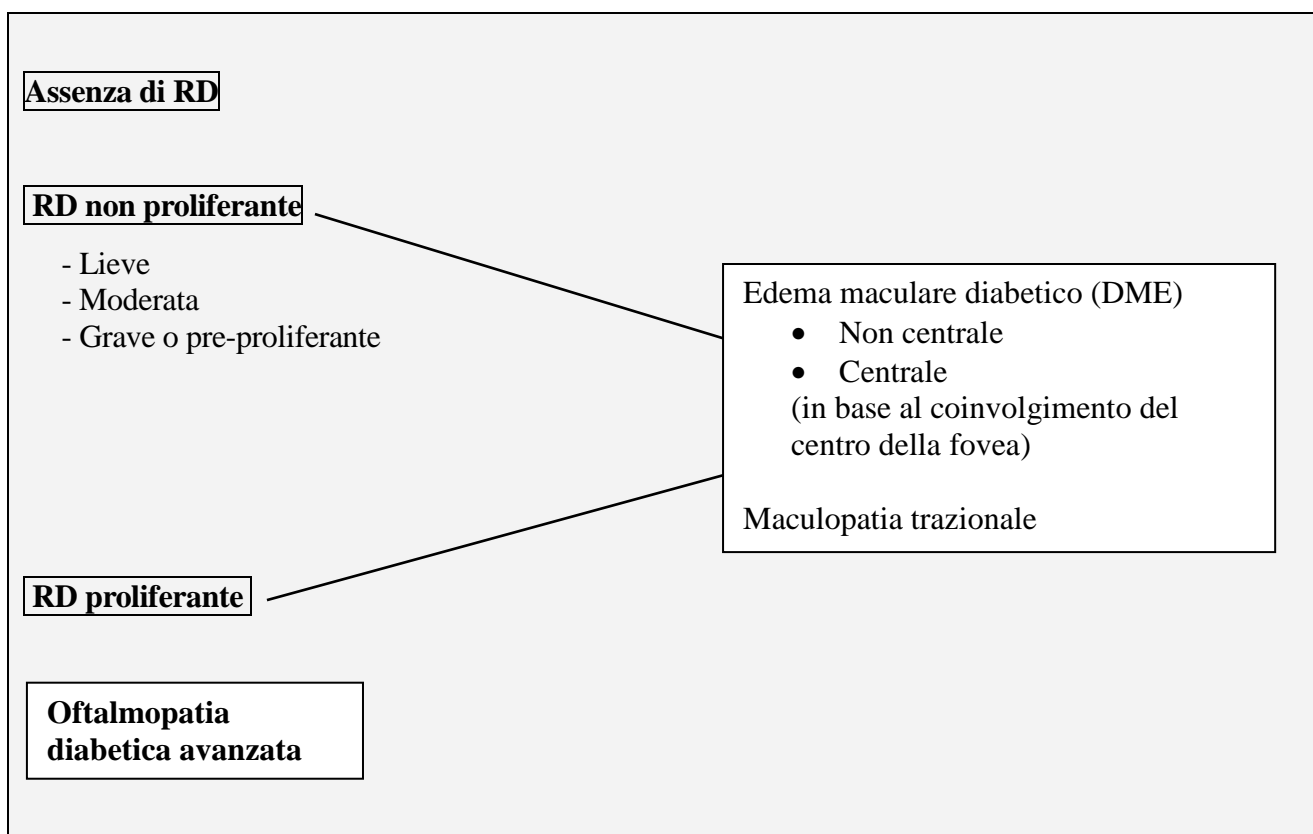 Assenza di RD
RD non proliferante
- Lieve
- Moderata
- Grave o pre-proliferante
Edema maculare diabetico (DME)
• Non centrale
• Centrale
(in base al coinvolgimento del
centro della fovea)
Maculopatia trazionale
RD proliferante
Oftalmopatia
diabetica avanzata